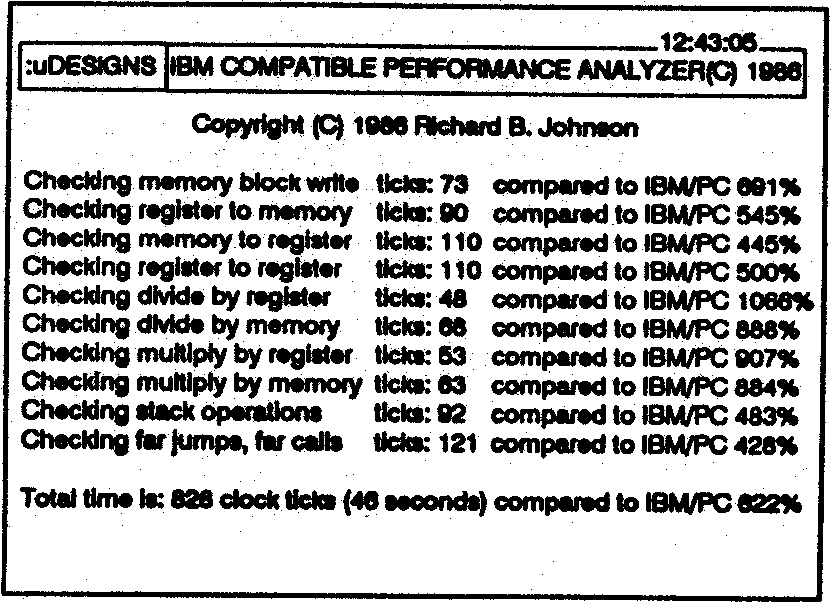 12:43:05
:uDESIGNS IBM COMPATIBLE PERFORMANCE ANALYZER(C) 1986
Copyright (C) 1986 Richard B. Johnson
Checking memory block write ticks: 73 compared to IBM/PC 691%
Checking register to memory ticks: 90 compared to IBM/PC 545%
Checking memory to register ticks: 110 compared to IBM/PC 445%
Checking register to register ticks: 110 compared to IBM/PC 500%
Checking divide by register ticks: 48 compared to IBM/PC 1066%
Checking divide by memory ticks: 66 compared to IBM/PC 888%
Checking multiply by register ticks: 53 compared to IBM/PC 907%
Checking multiply by memory ticks: 63 compared to IBM/PC 884%
Checking stack operations ticks: 92 compared to IBM/PC 483%
Checking far jumps, far calls ticks: 121 compared to IBM/PC 428%
Total time is: 826 clock ticks (46 seconds) compared to IBM/PC 622%